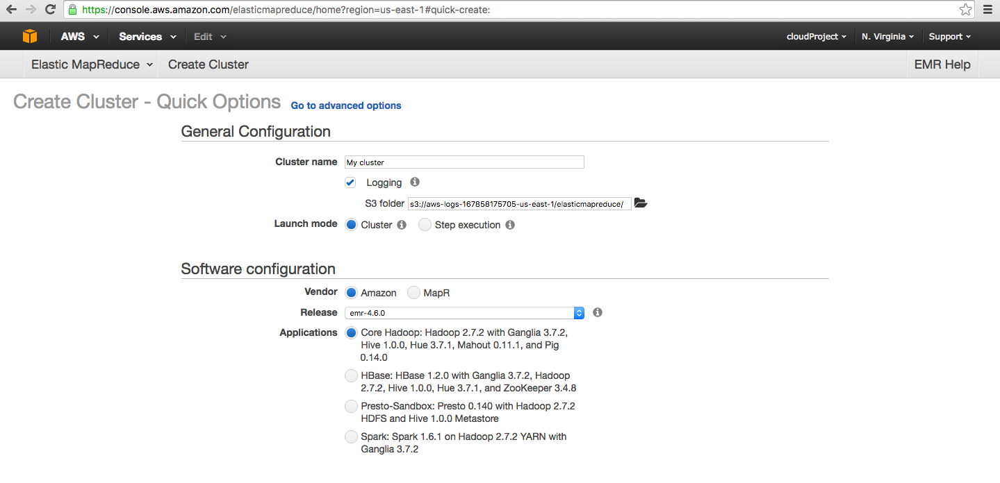 https://console.aws.amazon.com/elasticmapreduce/home?region=us-east-1#quick-create:
AWS Services Edit cloudProject N. Virginia Support
Elastic MapReduce Create Cluster EMR Help
Create Cluster - Quick Options Go to advanced options
General Configuration
Cluster name My cluster
Logging
S3 folder s3://aws-logs-167858175705-us-east-1/elasticmapreduce/
Launch mode Cluster Step execution
Software configuration
Vendor Amazon MapR
Release emr-4.6.0
Applications Core Hadoop: Hadoop 2.7.2 with Ganglia 3.7.2,
Hive 1.0.0, Hue 3.7.1, Mahout 0.11.1, and Pig
0.14.0
HBase: HBase 1.2.0 with Ganglia 3.7.2, Hadoop
2.7.2, Hive 1.0.0, Hue 3.7.1, and ZooKeeper 3.4.8
Presto-Sandbox: Presto 0.140 with Hadoop 2.7.2
HDFS and Hive 1.0.0 Metastore
Spark: Spark 1.6.1 on Hadoop 2.7.2 YARN with
Ganglia 3.7.2